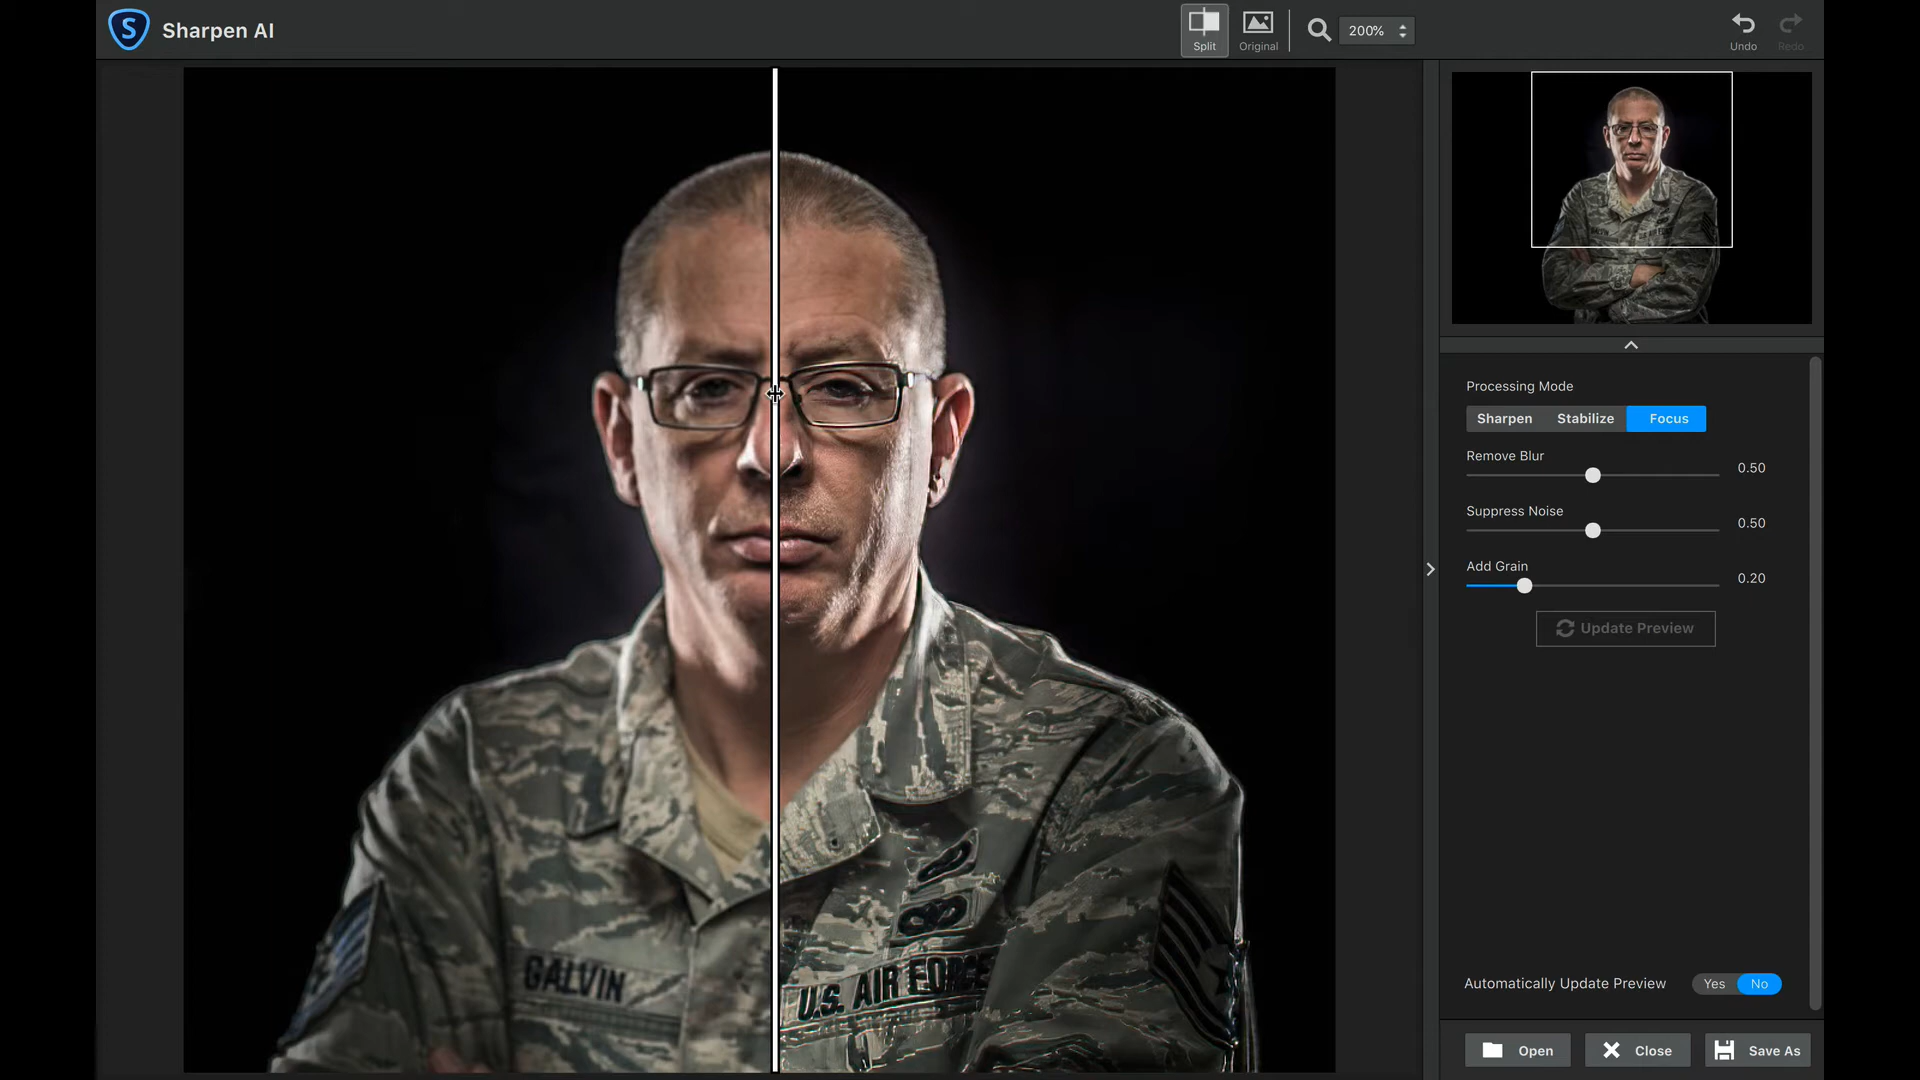 Sharpen AI
Split
Original
200%
Undo
Redo
Processing Mode
Sharpen Stabilize Focus
Remove Blur
0.50
Suppress Noise
0.50
Add Grain
0.20
Update Preview
GALVIN
U.S. AIR FORCE
Automatically Update Preview Yes No
Open Close Save As